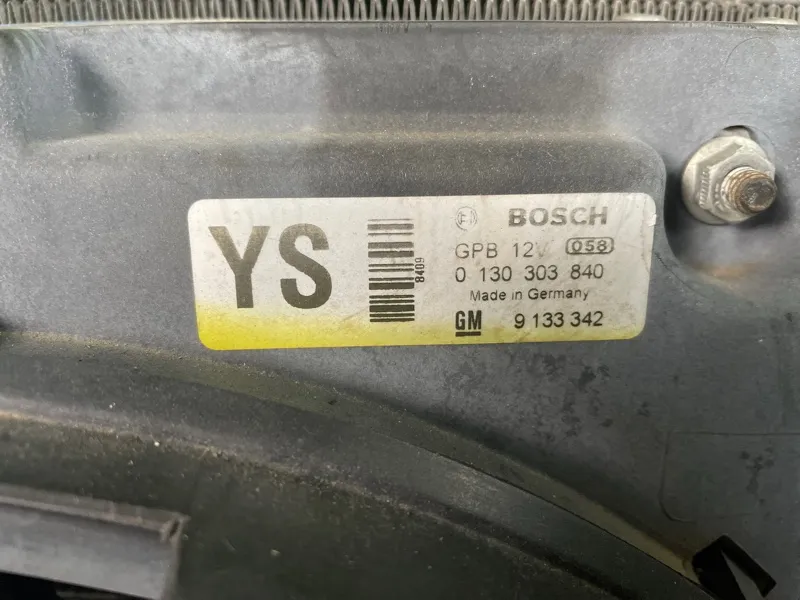 YS
8409
BOSCH
GPB 12V 058
0 130 303 840
Made in Germany
GM 9 133 342